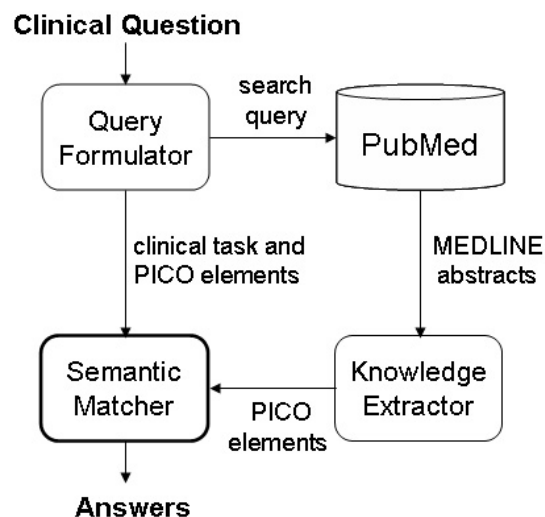 Clinical Question
Query
Formulator
search
query
PubMed
clinical task and
PICO elements
MEDLINE
abstracts
Semantic
Matcher
PICO
elements
Knowledge
Extractor
Answers